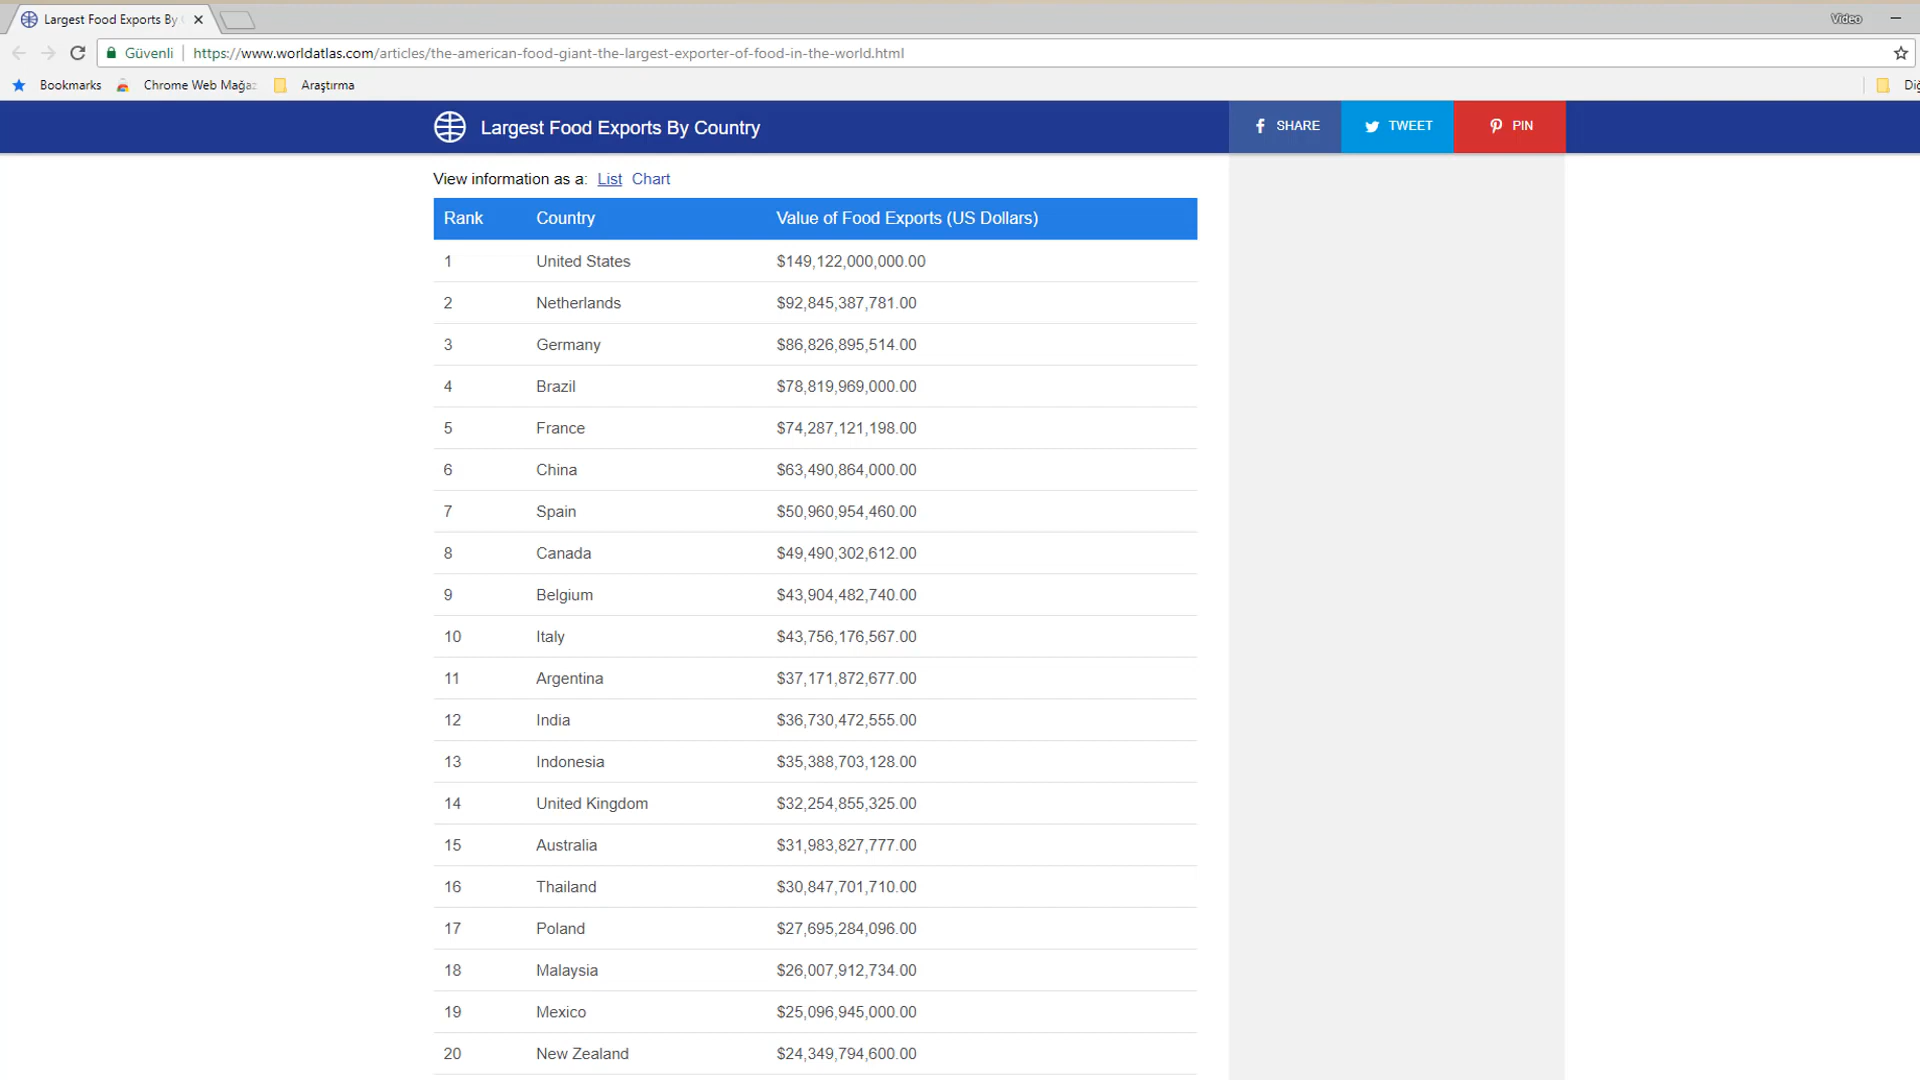 Largest Food Exports By
Video
Güvenli https://www.worldatlas.com/articles/the-american-food-giant-the-largest-exporter-of-food-in-the-world.html
Bookmarks Chrome Web Mağaz Araştırma
Largest Food Exports By Country SHARE TWEET PIN
View information as a: List Chart
Rank Country Value of Food Exports (US Dollars)
1 United States $149,122,000,000.00
2 Netherlands $92,845,387,781.00
3 Germany $86,826,895,514.00
4 Brazil $78,819,969,000.00
5 France $74,287,121,198.00
6 China $63,490,864,000.00
7 Spain $50,960,954,460.00
8 Canada $49,490,302,612.00
9 Belgium $43,904,482,740.00
10 Italy $43,756,176,567.00
11 Argentina $37,171,872,677.00
12 India $36,730,472,555.00
13 Indonesia $35,388,703,128.00
14 United Kingdom $32,254,855,325.00
15 Australia $31,983,827,777.00
16 Thailand $30,847,701,710.00
17 Poland $27,695,284,096.00
18 Malaysia $26,007,912,734.00
19 Mexico $25,096,945,000.00
20 New Zealand $24,349,794,600.00